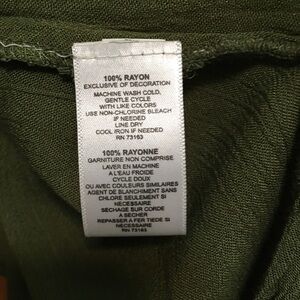 100% RAYON
EXCLUSIVE OF DECORATION
MACHINE WASH COLD,
GENTLE CYCLE
WITH LIKE COLORS
USE NON-CHLORINE BLEACH
IF NEEDED
LINE DRY
COOL IRON IF NEEDED
RN 73163
100% RAYONNE
GARNITURE NON COMPRISE
LAVER EN MACHINE
A L'EAU FROIDE
CYCLE DOUX
OU AVEC COULEURS SIMILAIRES
AGENT DE BLANCHIMENT SANS
CHLORE SEULEMENT SI
NECESSAIRE
SÉCHAGE SUR CORDE
A SÉCHER
REPASSER A FER TIEDE SI
NECESSAIRE
RN 73163